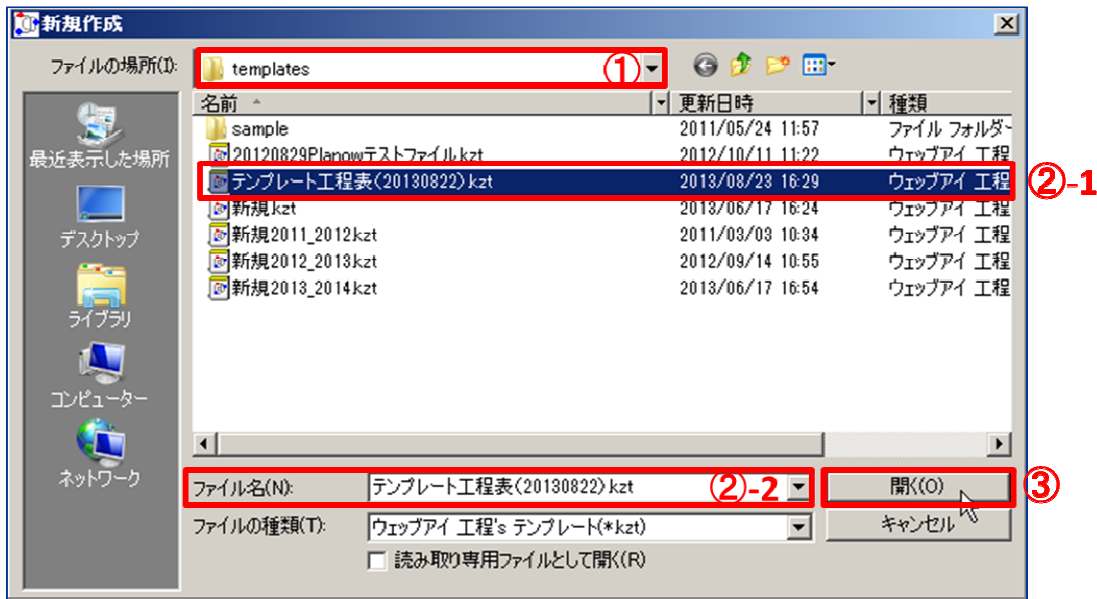 新規作成
ファイルの場所(I): templates ①
名前 更新日時 種類
sample 2011/05/24 11:57 ファイル フォルダー
20120829Planowテストファイル.kzt 2012/10/11 11:22 ウェッブアイ 工程
テンプレート工程表(20130822).kzt 2013/08/23 16:29 ウェッブアイ 工程 ②-1
新規.kzt 2013/06/17 16:24 ウェッブアイ 工程
新規2011_2012.kzt 2011/03/03 10:34 ウェッブアイ 工程
新規2012_2013.kzt 2012/09/14 10:55 ウェッブアイ 工程
新規2013_2014.kzt 2013/06/17 16:54 ウェッブアイ 工程
最近表示した場所
デスクトップ
ライブラリ
コンピューター
ネットワーク
ファイル名(N): テンプレート工程表(20130822).kzt ②-2 開く(O) ③
ファイルの種類(T): ウェッブアイ 工程's テンプレート(*.kzt) キャンセル
読み取り専用ファイルとして開く(R)